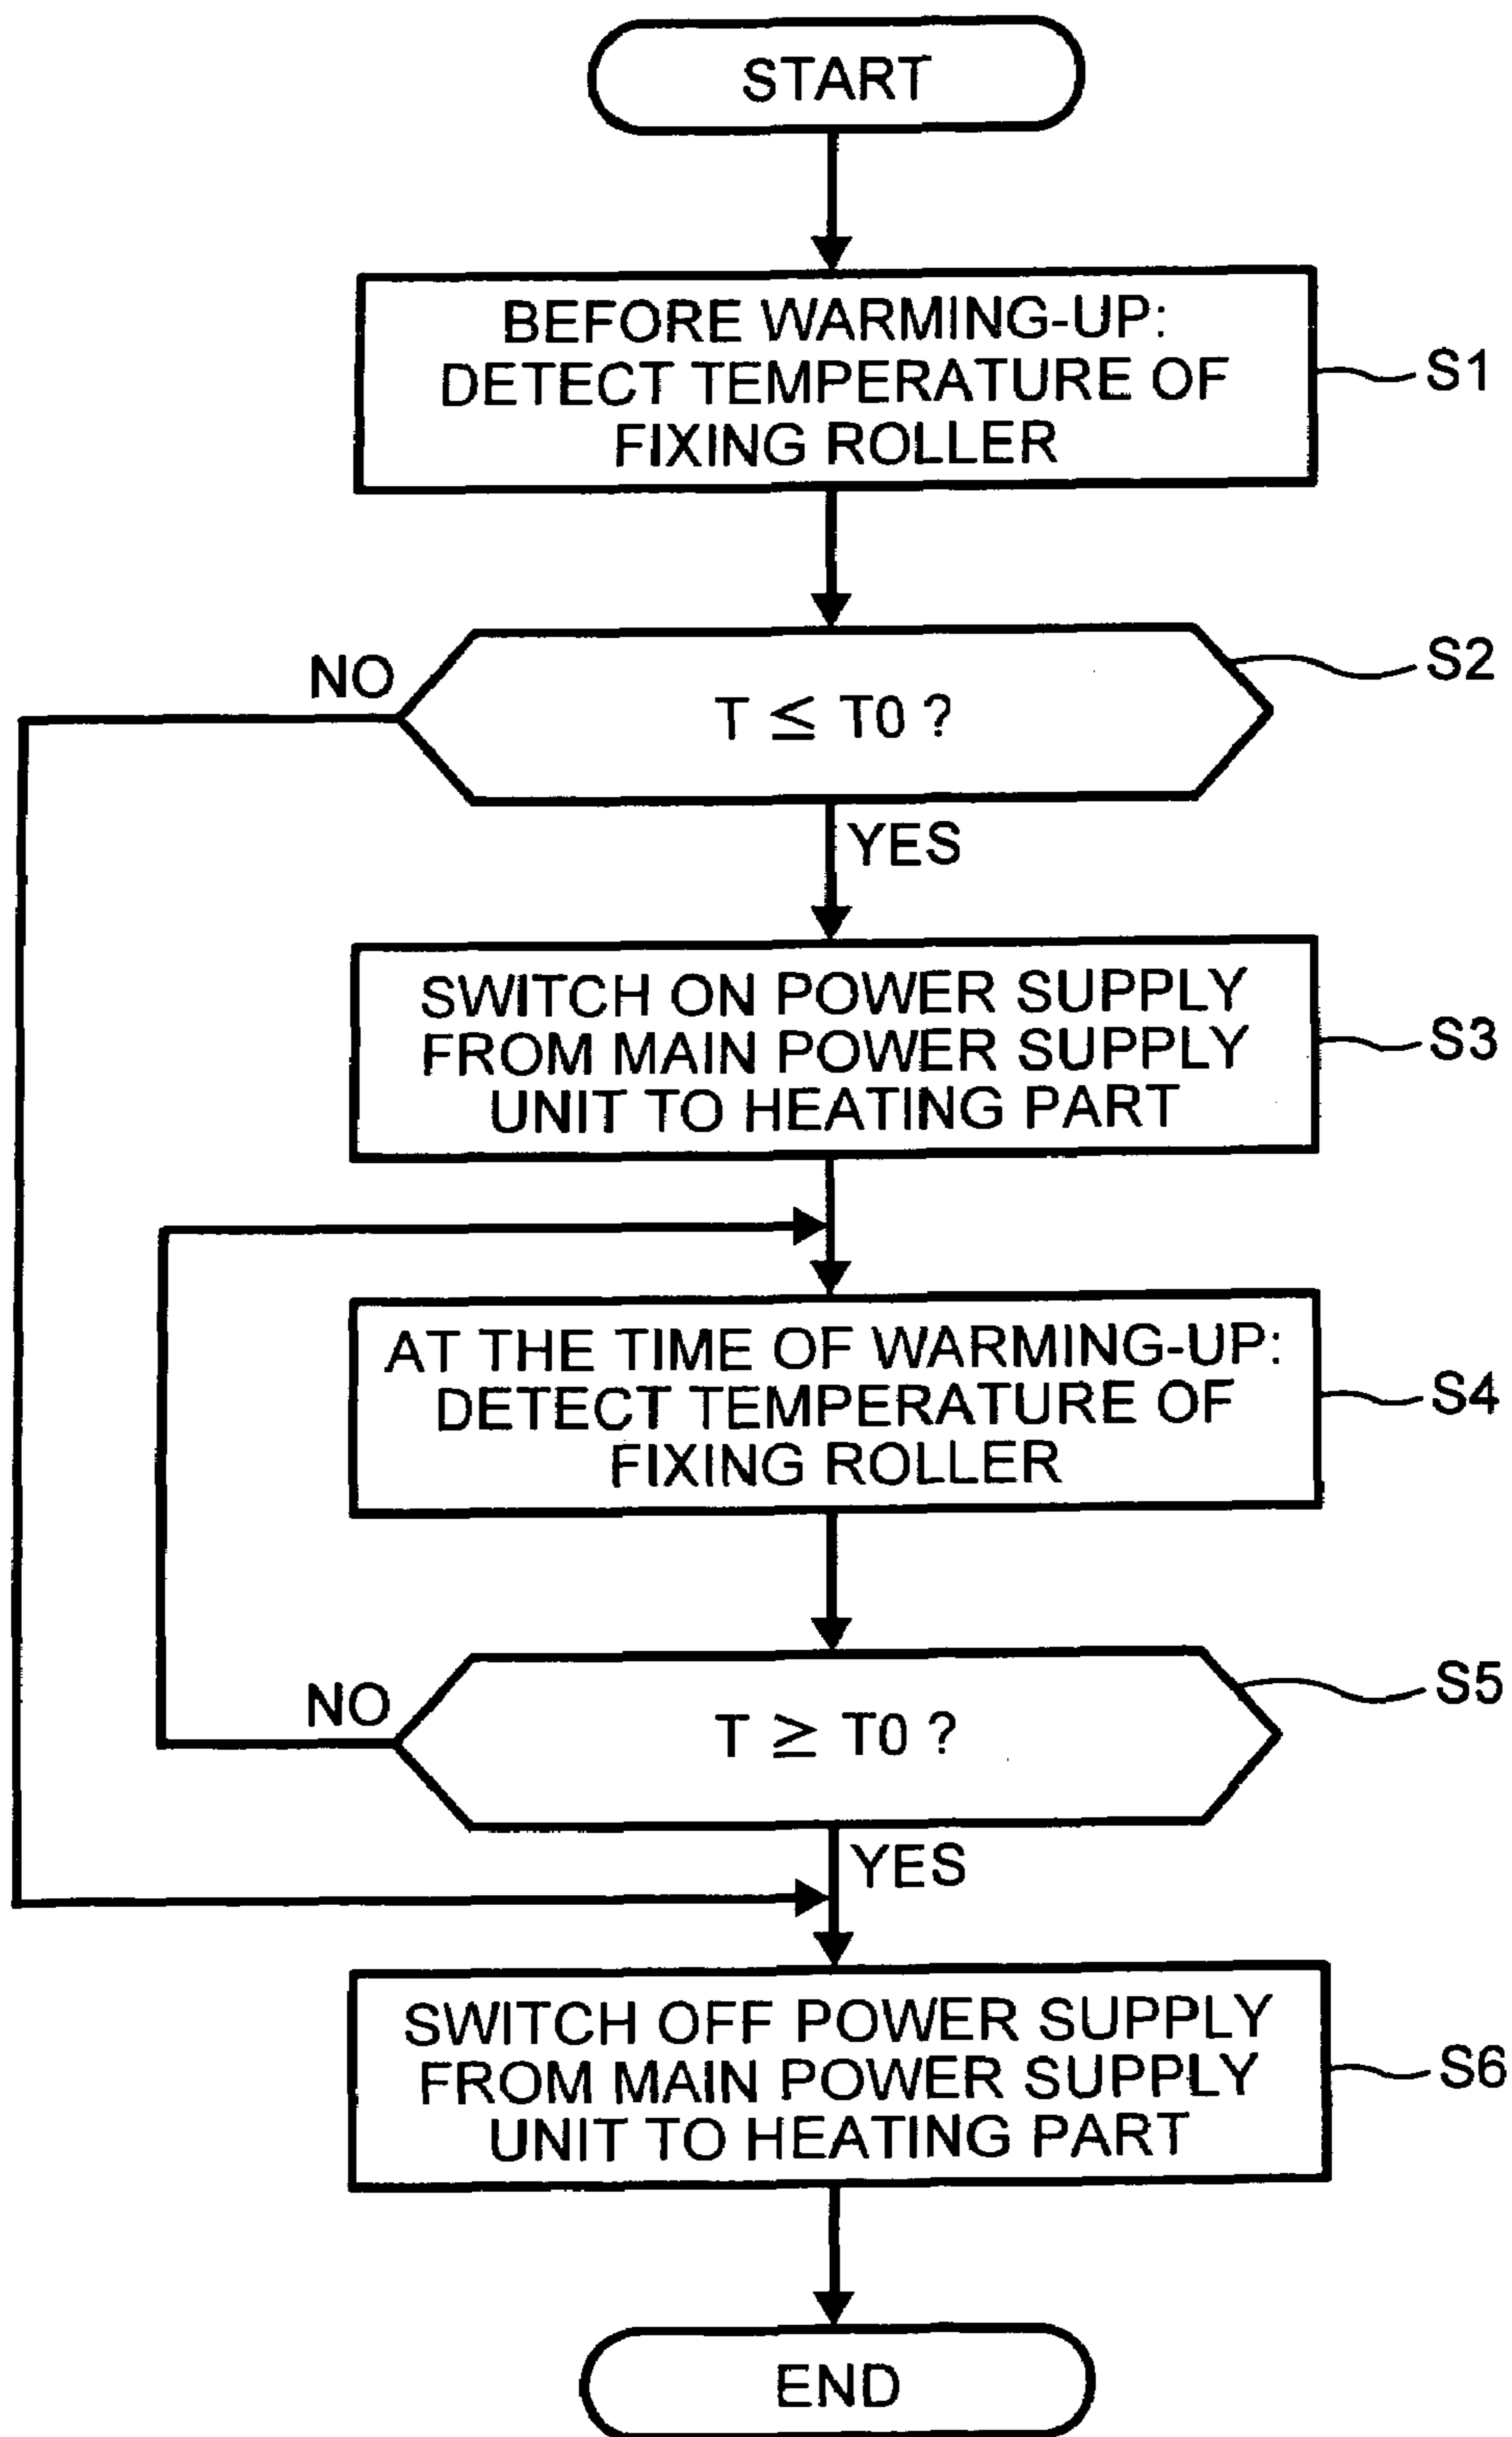 START
BEFORE WARMING-UP:
DETECT TEMPERATURE OF
FIXING ROLLER
S1
NO
T ≦ T0 ?
S2
YES
SWITCH ON POWER SUPPLY
FROM MAIN POWER SUPPLY
UNIT TO HEATING PART
S3
AT THE TIME OF WARMING-UP:
DETECT TEMPERATURE OF
FIXING ROLLER
S4
NO
T ≧ T0 ?
S5
YES
SWITCH OFF POWER SUPPLY
FROM MAIN POWER SUPPLY
UNIT TO HEATING PART
S6
END